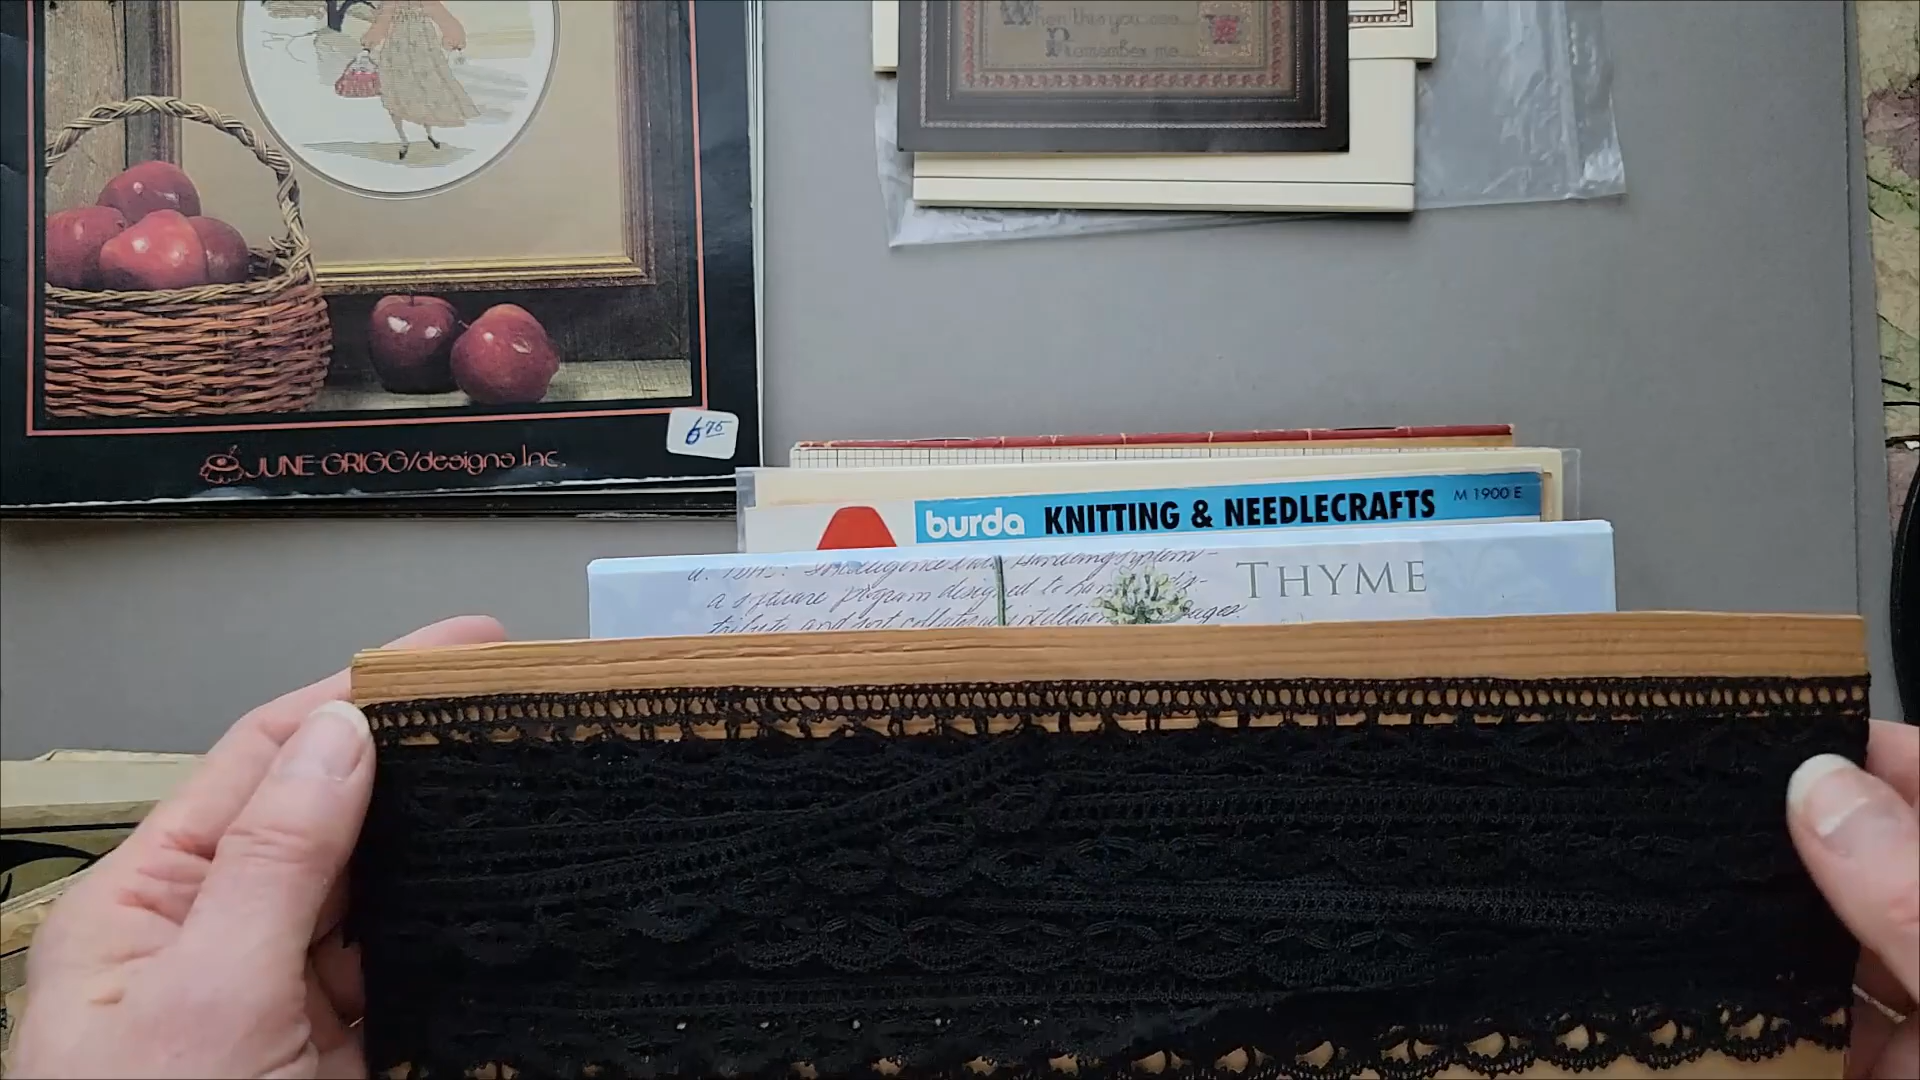 When this you see
Remember me
6 75
JUNE GRIGG/designs Inc.
burda KNITTING & NEEDLECRAFTS M 1900 E
THYME
a software program designed to han